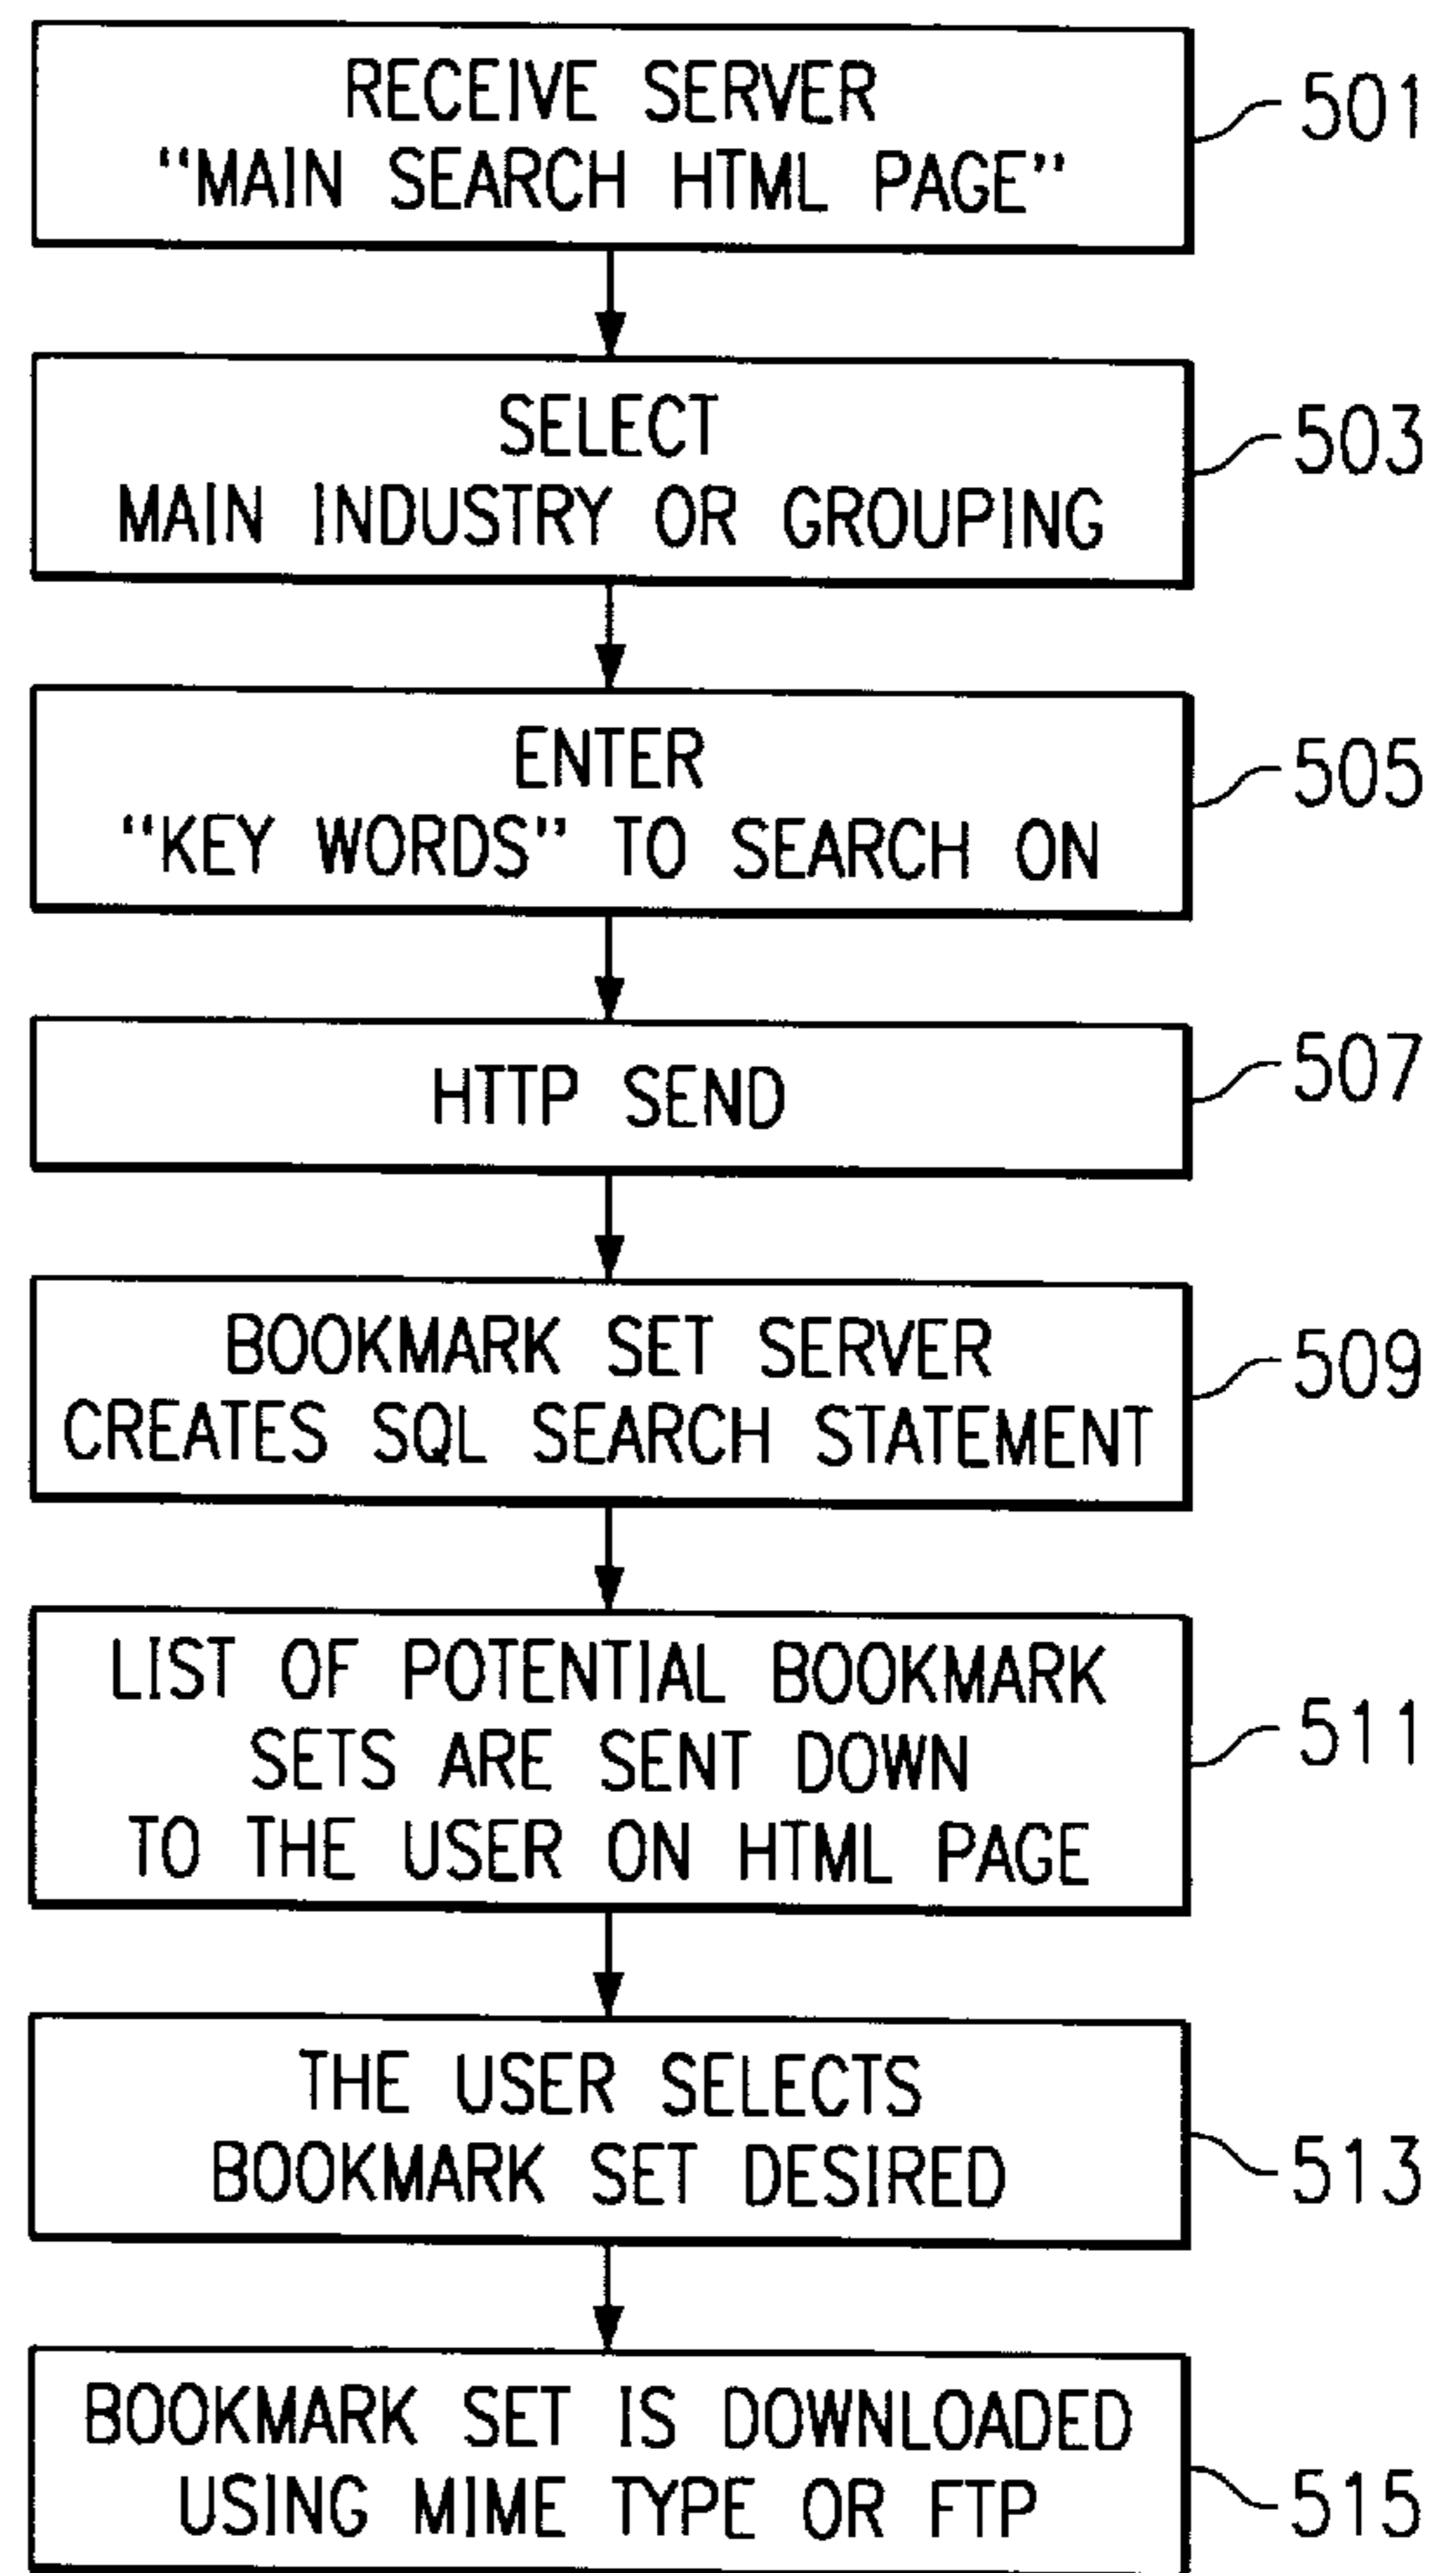 RECEIVE SERVER
“MAIN SEARCH HTML PAGE”
501
SELECT
MAIN INDUSTRY OR GROUPING
503
ENTER
“KEY WORDS” TO SEARCH ON
505
HTTP SEND
507
BOOKMARK SET SERVER
CREATES SQL SEARCH STATEMENT
509
LIST OF POTENTIAL BOOKMARK
SETS ARE SENT DOWN
TO THE USER ON HTML PAGE
511
THE USER SELECTS
BOOKMARK SET DESIRED
513
BOOKMARK SET IS DOWNLOADED
USING MIME TYPE OR FTP
515